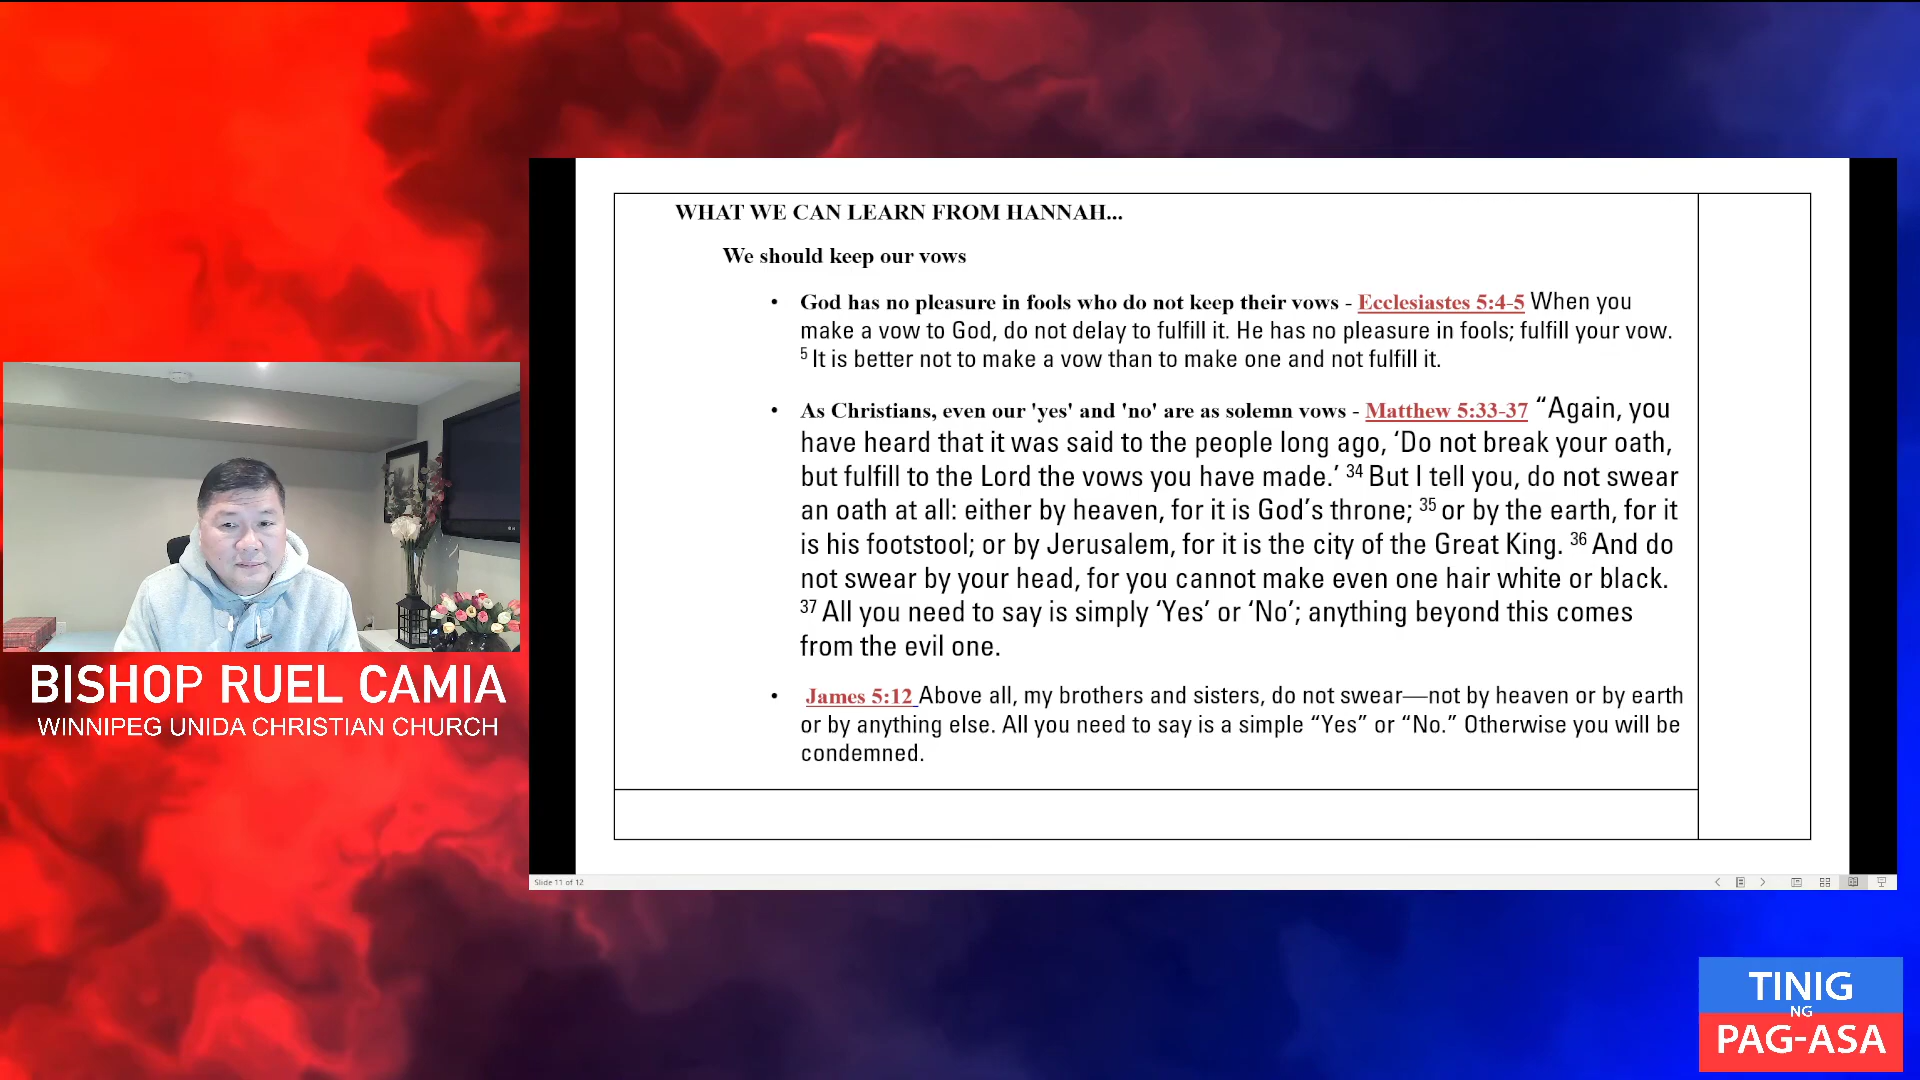 WHAT WE CAN LEARN FROM HANNAH...
We should keep our vows
• God has no pleasure in fools who do not keep their vows - Ecclesiastes 5:4-5 When you
make a vow to God, do not delay to fulfill it. He has no pleasure in fools; fulfill your vow.
5 It is better not to make a vow than to make one and not fulfill it.
• As Christians, even our 'yes' and 'no' are as solemn vows - Matthew 5:33-37 “Again, you
have heard that it was said to the people long ago, ‘Do not break your oath,
but fulfill to the Lord the vows you have made.’ 34 But I tell you, do not swear
an oath at all: either by heaven, for it is God’s throne; 35 or by the earth, for it
is his footstool; or by Jerusalem, for it is the city of the Great King. 36 And do
not swear by your head, for you cannot make even one hair white or black.
37 All you need to say is simply ‘Yes’ or ‘No’; anything beyond this comes
from the evil one.
• James 5:12 Above all, my brothers and sisters, do not swear—not by heaven or by earth
or by anything else. All you need to say is a simple “Yes” or “No.” Otherwise you will be
condemned.
Slide 11 of 12
BISHOP RUEL CAMIA
WINNIPEG UNIDA CHRISTIAN CHURCH
TINIG
NG
PAG-ASA